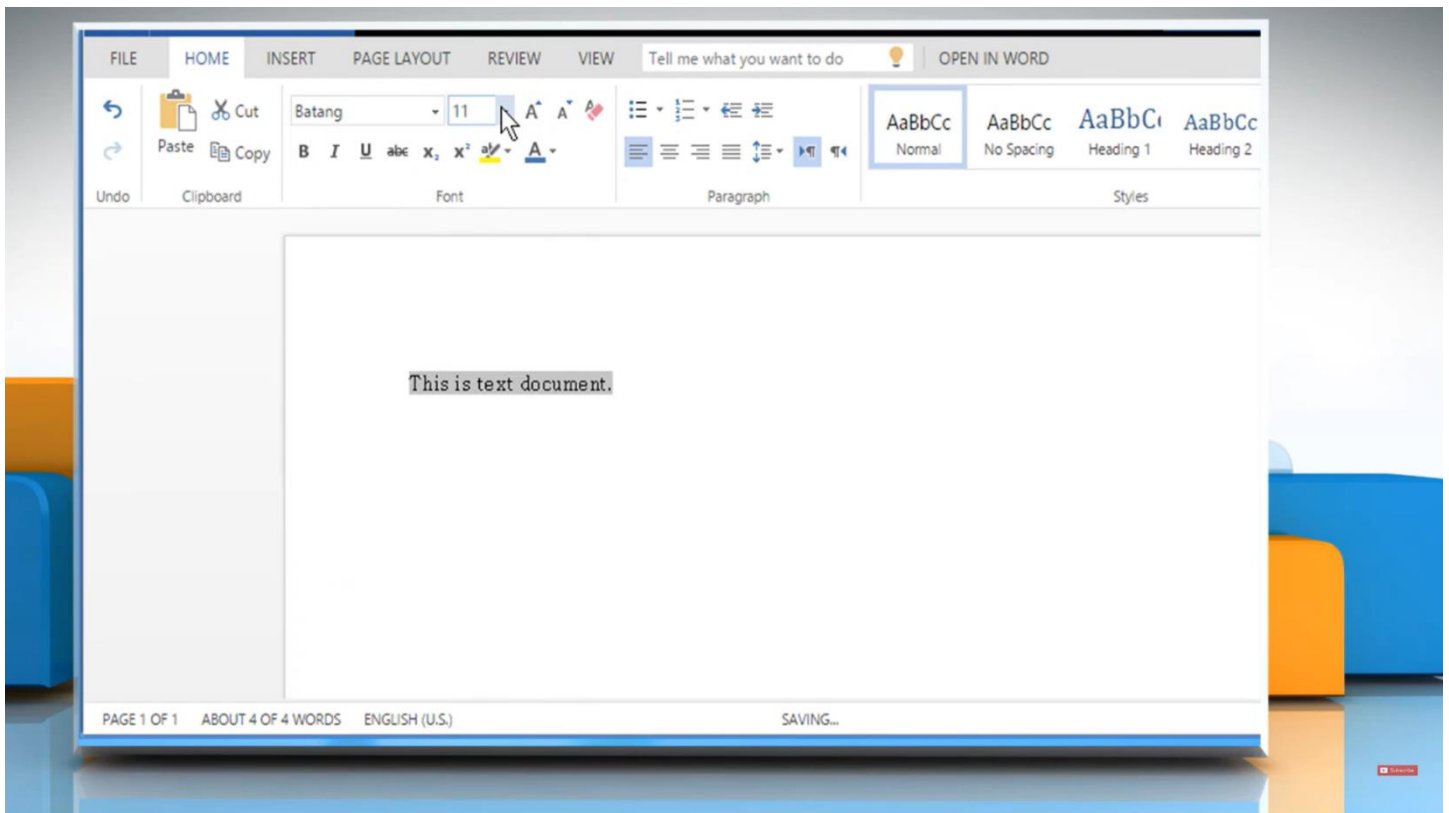 FILE HOME INSERT PAGE LAYOUT REVIEW VIEW Tell me what you want to do OPEN IN WORD
Cut
Batang 11 A A
AaBbCc AaBbCc AaBbC AaBbCc
Paste Copy B I U abc x₂ x² ab A
Normal No Spacing Heading 1 Heading 2
Undo Clipboard Font Paragraph Styles
This is text document.
PAGE 1 OF 1 ABOUT 4 OF 4 WORDS ENGLISH (U.S.) SAVING...
Subscribe